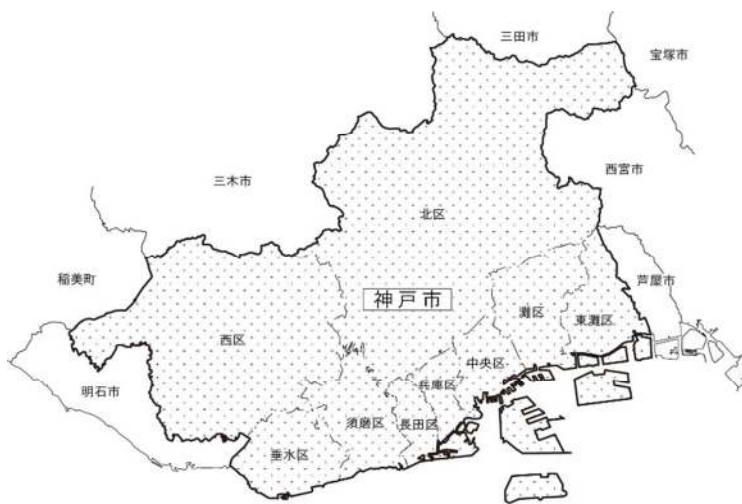 三田市
宝塚市
三木市
西宮市
北区
稲美町
神戸市
灘区
芦屋市
東灘区
西区
中央区
兵庫区
明石市
須磨区
長田区
垂水区